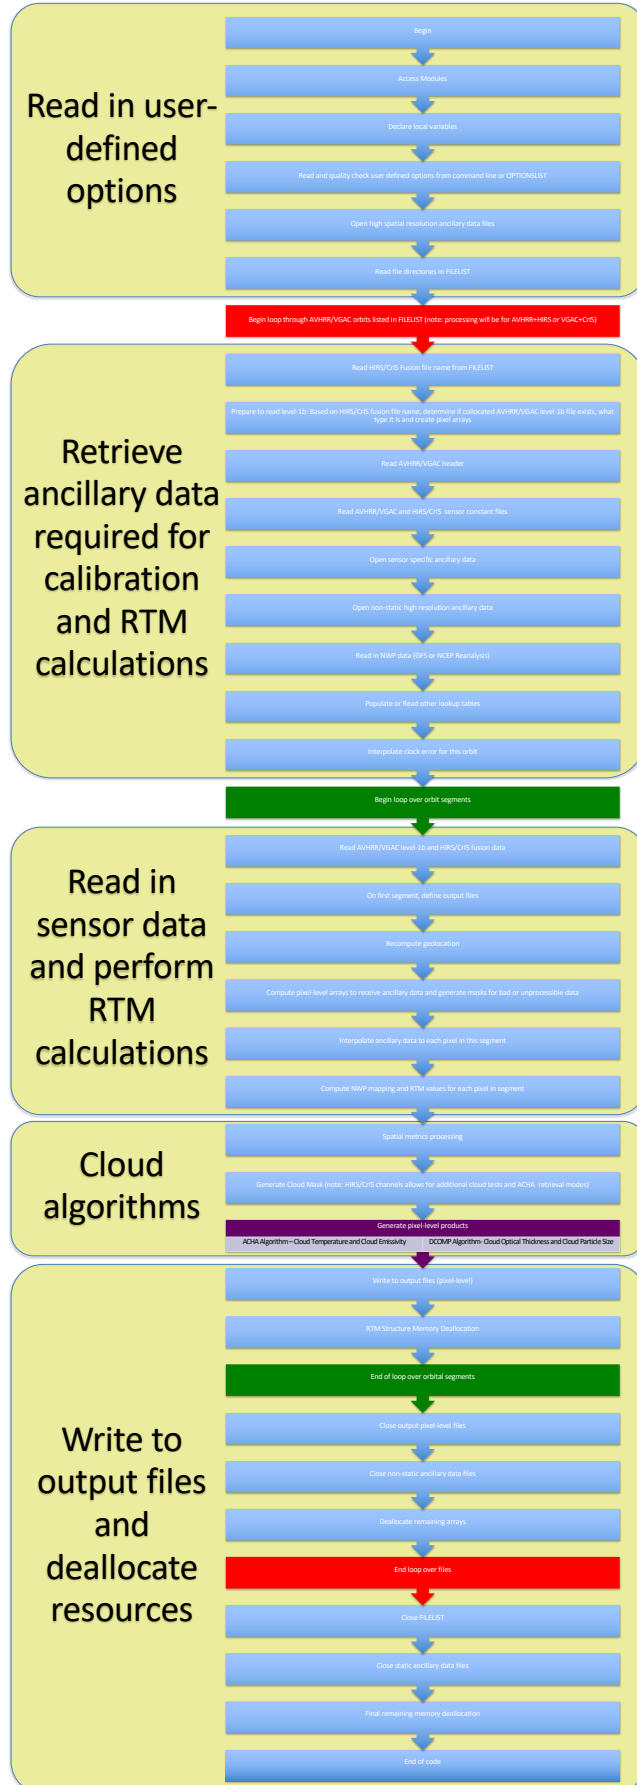 Read in user-
defined
options
Begin
Access Modules
Declare local variables
Read and quality check user defined options from command line or OPTIONSLIST
Open high spatial resolution ancillary data files
Read file directories in FILELIST
Begin loop through AVHRR/VGAC orbits listed in FILELIST (note: processing will be for AVHRR+HIRS or VGAC+CrIS)
Retrieve
ancillary data
required for
calibration
and RTM
calculations
Read HIRS/CrIS Fusion file name from FILELIST
Prepare to read level-1b: Based on HIRS/CrIS fusion file name, determine if collocated AVHRR/VGAC level-1b file exists, what
type it is and create pixel arrays
Read AVHRR/VGAC header
Read AVHRR/VGAC and HIRS/CrIS sensor constant files
Open sensor specific ancillary data
Open non-static high resolution ancillary data
Read in NWP data (GFS or NCEP Reanalysis)
Populate or Read other lookup tables
Interpolate clock error for this orbit
Begin loop over orbit segments
Read in
sensor data
and perform
RTM
calculations
Read AVHRR/VGAC level-1b and HIRS/CrIS fusion data
On first segment, define output files
Recompute geolocation
Compute pixel-level arrays to receive ancillary data and generate masks for bad or unprocessible data
Interpolate ancillary data to each pixel in this segment
Compute NWP mapping and RTM values for each pixel in segment
Cloud
algorithms
Spatial metrics processing
Generate Cloud Mask (note: HIRS/CrIS channels allows for additional cloud tests and ACHA retrieval modes)
Generate pixel-level products
ACHA Algorithm – Cloud Temperature and Cloud Emissivity
DCOMP Algorithm- Cloud Optical Thickness and Cloud Particle Size
Write to
output files
and
deallocate
resources
Write to output files (pixel-level)
RTM Structure Memory Deallocation
End of loop over orbital segments
Close output pixel-level files
Close non-static ancillary data files
Deallocate remaining arrays
End loop over files
Close FILELIST
Close static ancillary data files
Final remaining memory deallocation
End of code